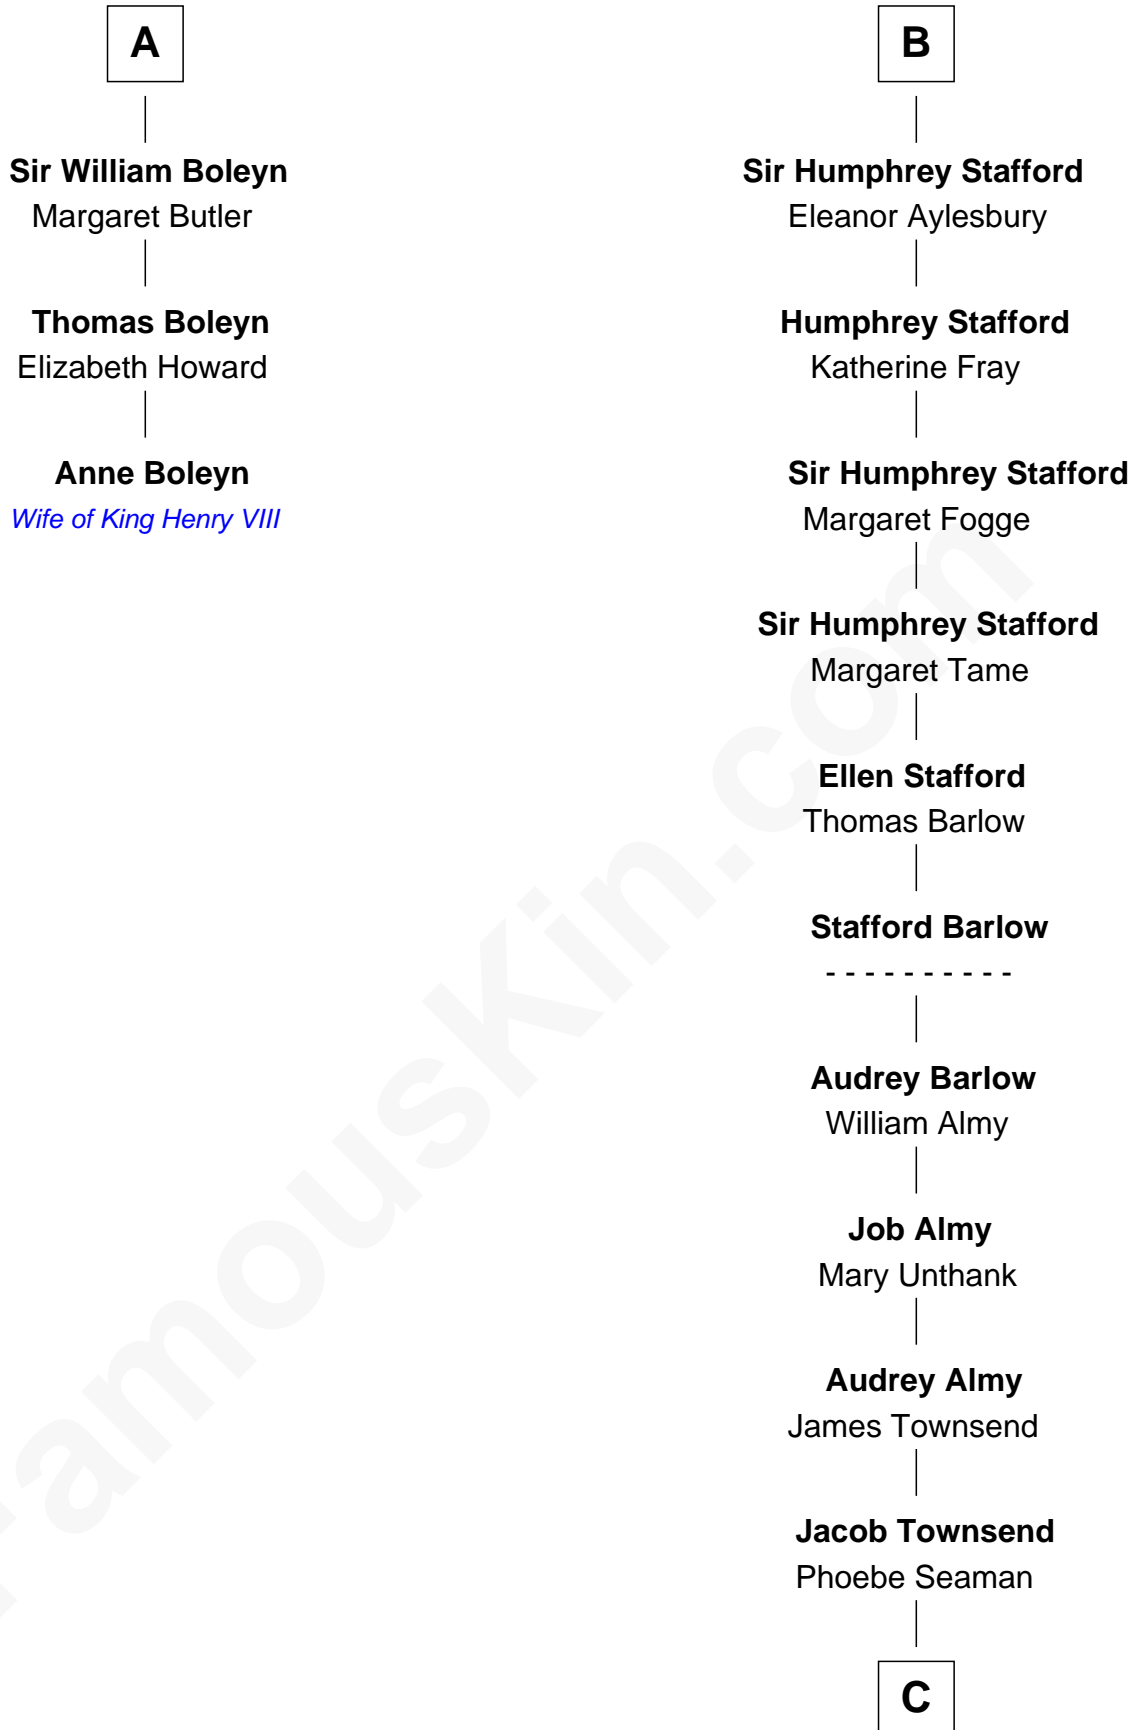 A
Sir William Boleyn
Margaret Butler
Thomas Boleyn
Elizabeth Howard
Anne Boleyn
Wife of King Henry VIII
B
Sir Humphrey Stafford
Eleanor Aylesbury
Humphrey Stafford
Katherine Fray
Sir Humphrey Stafford
Margaret Fogge
Sir Humphrey Stafford
Margaret Tame
Ellen Stafford
Thomas Barlow
Stafford Barlow
- - - - - - - - - -
Audrey Barlow
William Almy
Job Almy
Mary Unthank
Audrey Almy
James Townsend
Jacob Townsend
Phoebe Seaman
C
FamousKin.com